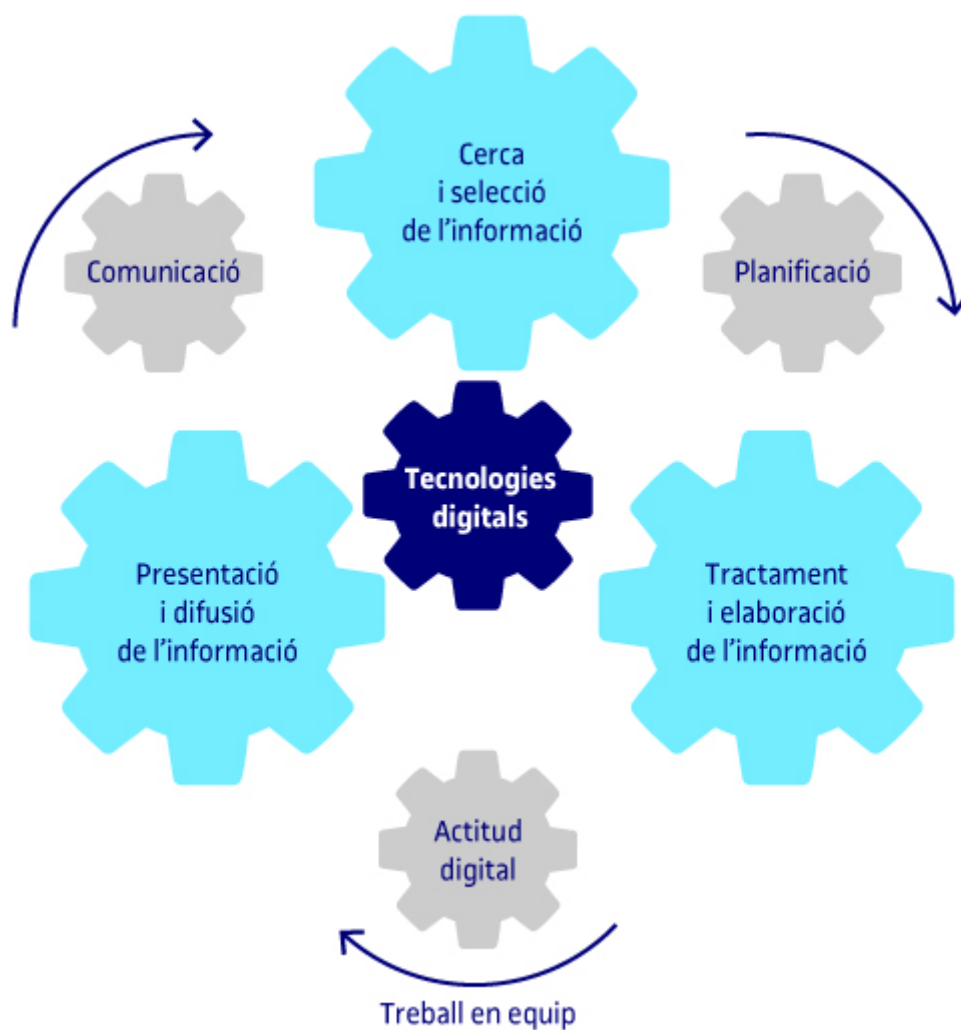 Cerca
i selecció
de l’informació
Comunicació
Planificació
Tecnologies
digitals
Presentació
i difusió
de l’informació
Tractament
i elaboració
de l’informació
Actitud
digital
Treball en equip